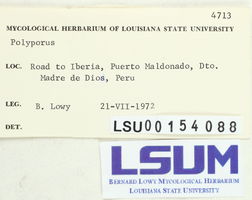 4713
MYCOLOGICAL HERBARIUM OF LOUISIANA STATE UNIVERSITY
Polyporus
LOC. Road to Iberia, Puerto Maldonado, Dto.
Madre de Dios, Peru
LEG. B. Lowy 21-VII-1972
DET.
LSU00154088
LSUM
BERNARD LOWY MYCOLOGICAL HERBARIUM
LOUISIANA STATE UNIVERSITY